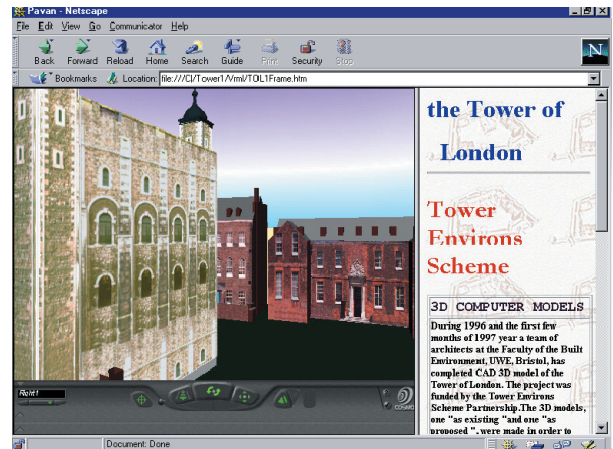 Pavan - Netscape
File Edit View Go Communicator Help
Back Forward Reload Home Search Guide Print Security Stop
N
Bookmarks Location: file:///C|/Tower1/Vrml/TOIL1Frame.htm
the Tower of
London
Tower
Environs
Scheme
3D COMPUTER MODELS
During 1996 and the first few
months of 1997 year a team of
architects at the Faculty of the Built
Environment, UWE, Bristol, has
completed CAD 3D model of the
Tower of London. The project was
funded by the Tower Environs
Scheme Partnership.The 3D models,
one "as existing "and one "as
proposed ", were made in order to
Right1
Document: Done